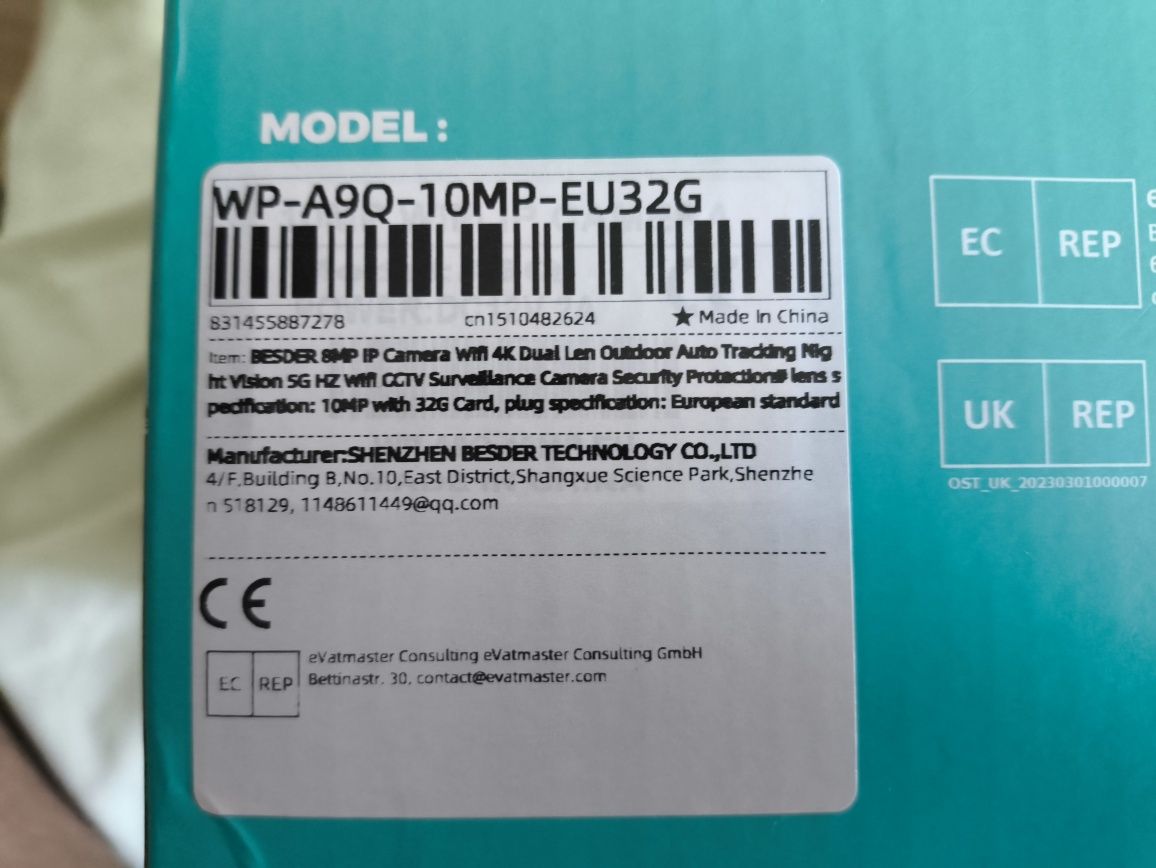 MODEL :
WP-A9Q-10MP-EU32G
831455887278 cn1510482624 ★ Made In China
Item: BESDER 8MP IP Camera Wifi 4K Dual Len Outdoor Auto Tracking Nig
ht Vision 5G HZ Wifi CCTV Surveillance Camera Security Protection# lens s
pecification: 10MP with 32G Card, plug specification: European standard
Manufacturer:SHENZHEN BESDER TECHNOLOGY CO.,LTD
4/F,Building B,No.10,East District,Shangxue Science Park,Shenzhe
n 518129, 1148611449@qq.com
CE
EC REP
eVatmaster Consulting eVatmaster Consulting GmbH
Bettinastr. 30, contact@evatmaster.com
EC REP
UK REP
OST_UK_20230301000007